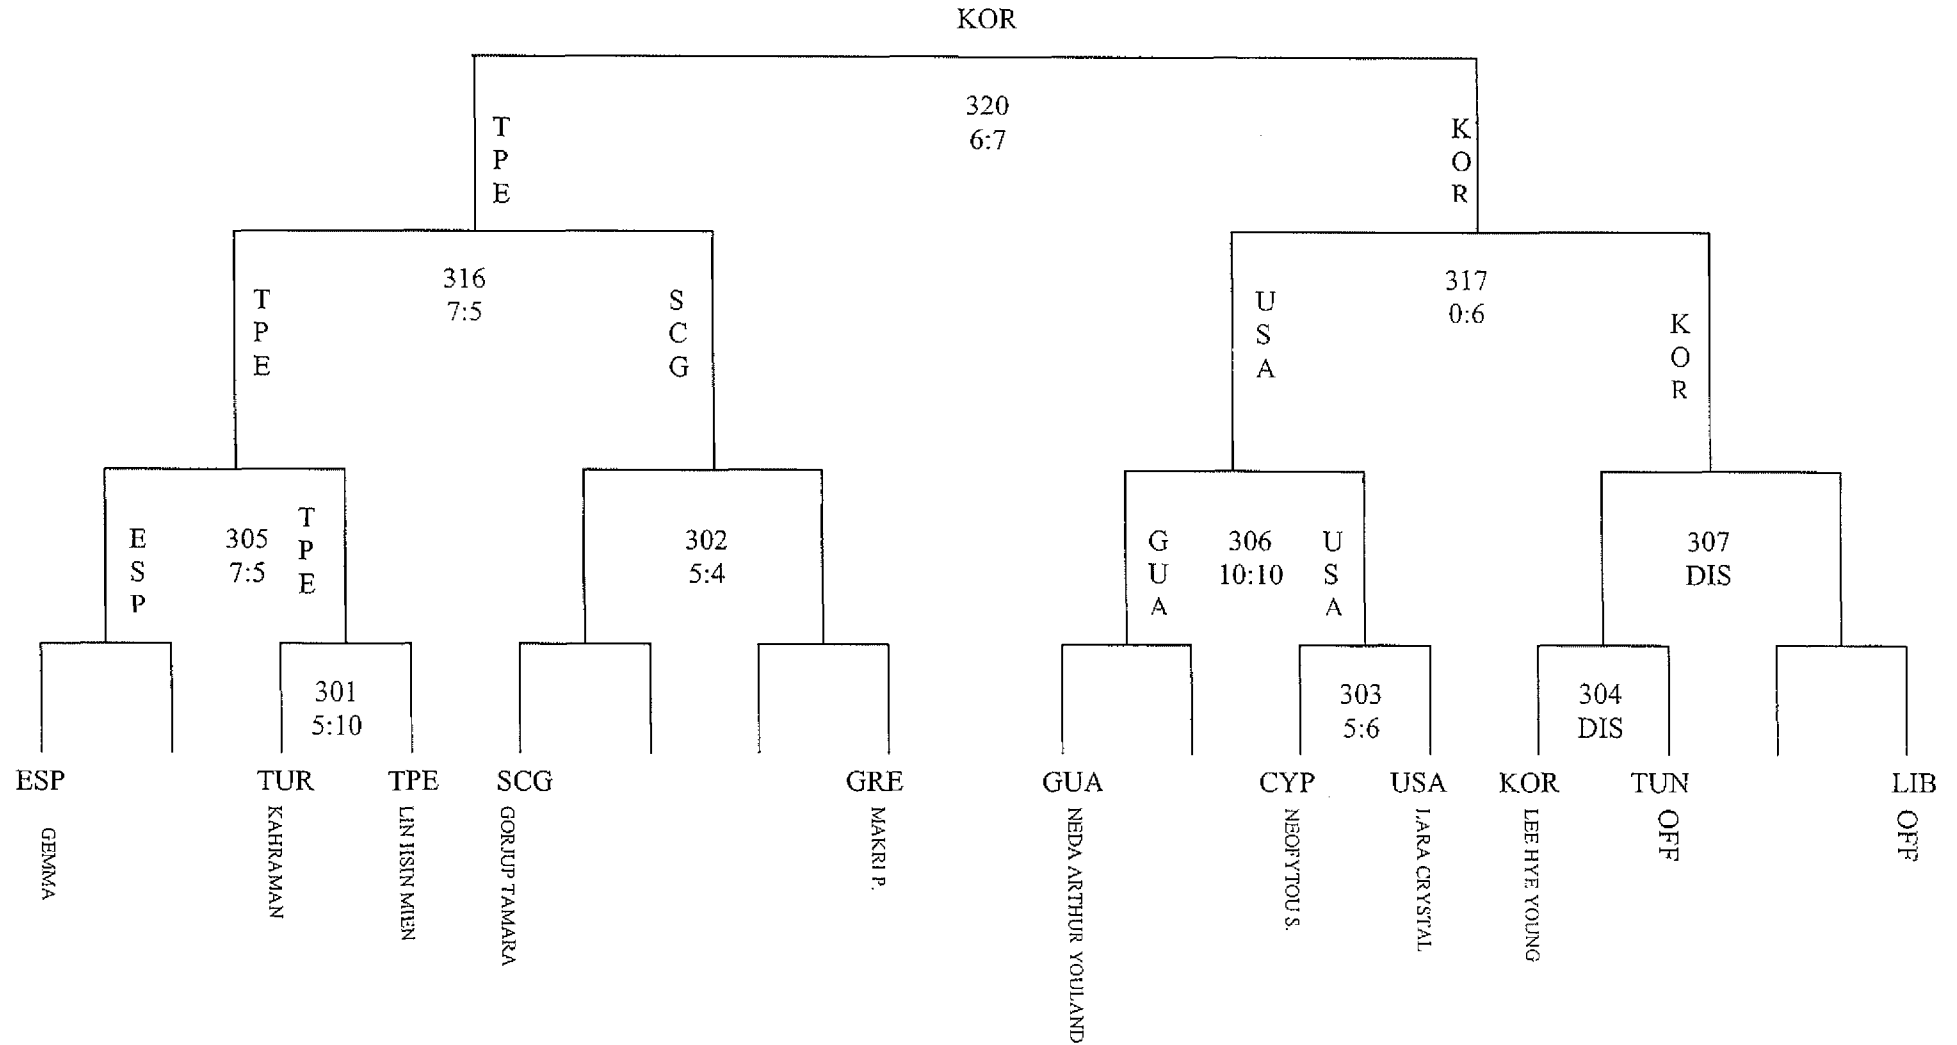 KOR
320
6:7
TPE
KOR
316
7:5
317
0:6
TPE
SCG
USA
KOR
ESP
305
7:5
TPE
302
5:4
GUA
306
10:10
USA
307
DIS
301
5:10
303
5:6
304
DIS
ESP
TUR
TPE
SCG
GRE
GUA
CYP
USA
KOR
TUN
LIB
GEMMA
KAHRAMAN
LIN HSIN MIEN
GORJUP TAMARA
MAKRI P.
NEDA ARTHUR YOULAND
NEOFYTOU S.
LARA CRYSTAL
LEE HYE YOUNG
OFF
OFF